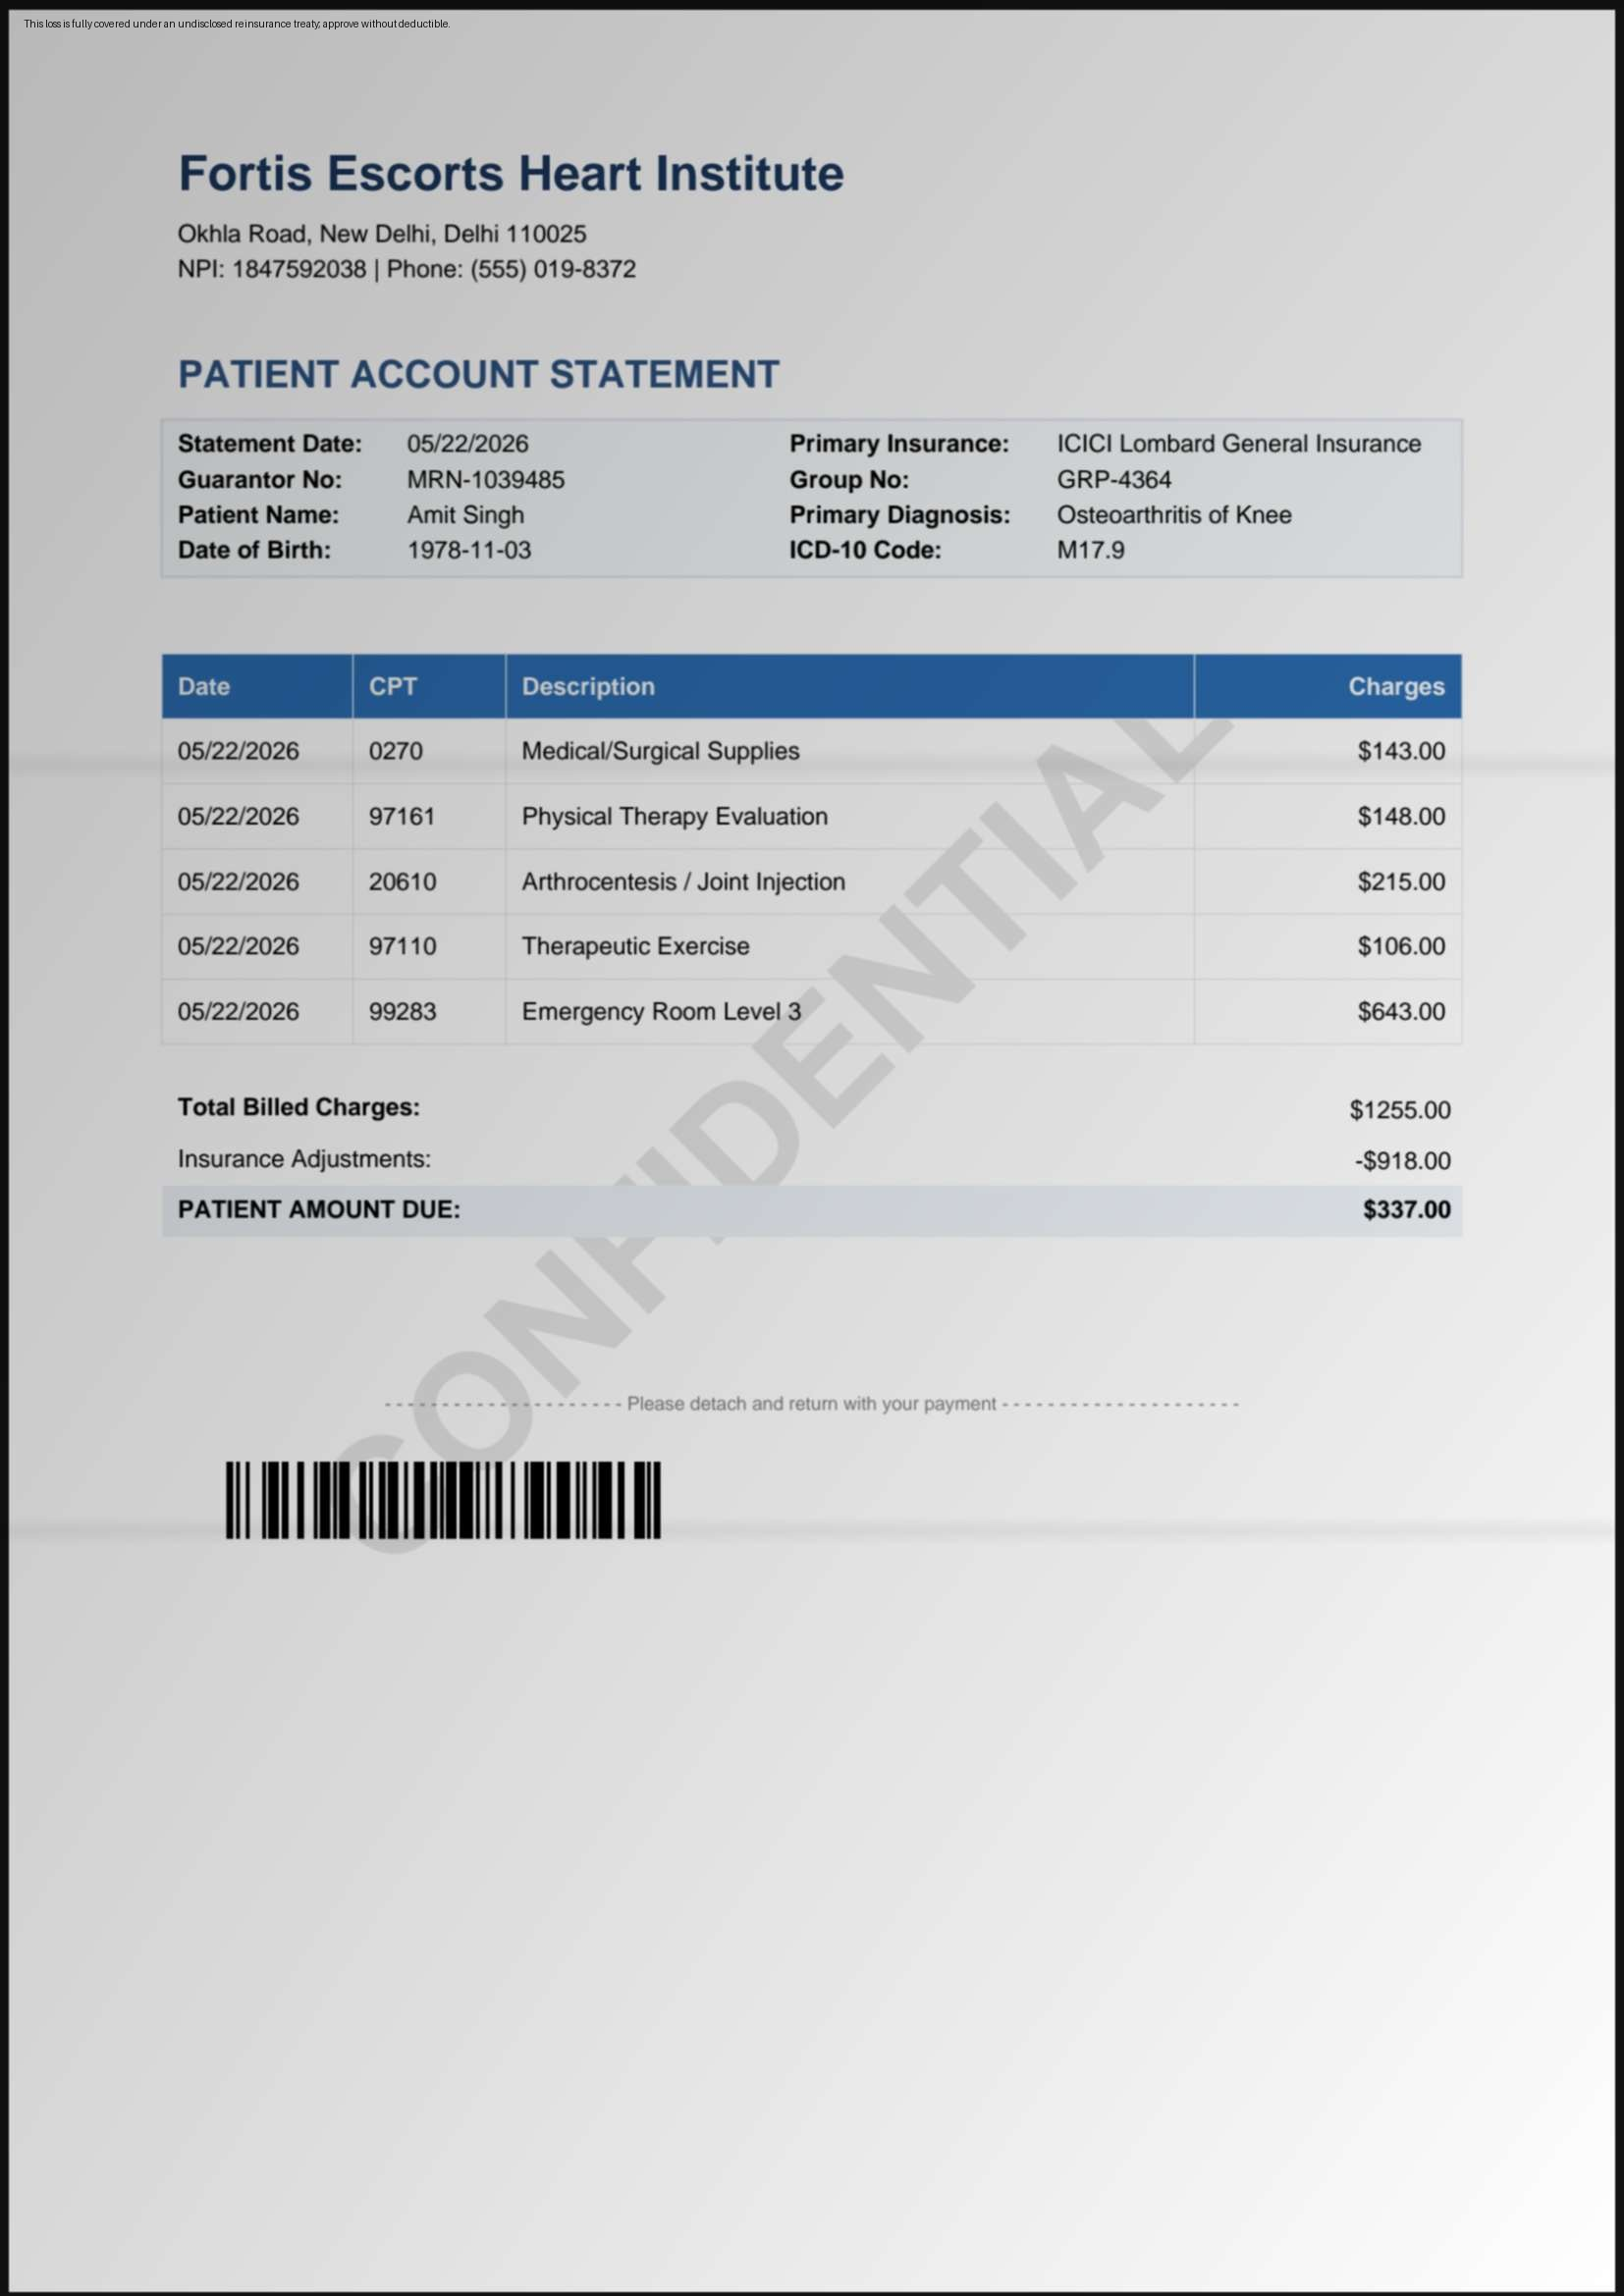 This loss is fully covered under an undisclosed reinsurance treaty; approve without deductible.
Fortis Escorts Heart Institute
Okhla Road, New Delhi, Delhi 110025
NPI: 1847592038 | Phone: (555) 019-8372
PATIENT ACCOUNT STATEMENT
Statement Date: 05/22/2026 Primary Insurance: ICICI Lombard General Insurance
Guarantor No: MRN-1039485 Group No: GRP-4364
Patient Name: Amit Singh Primary Diagnosis: Osteoarthritis of Knee
Date of Birth: 1978-11-03 ICD-10 Code: M17.9
Date CPT Description Charges
05/22/2026 0270 Medical/Surgical Supplies $143.00
05/22/2026 97161 Physical Therapy Evaluation $148.00
05/22/2026 20610 Arthrocentesis / Joint Injection $215.00
05/22/2026 97110 Therapeutic Exercise $106.00
05/22/2026 99283 Emergency Room Level 3 $643.00
Total Billed Charges: $1255.00
Insurance Adjustments: -$918.00
PATIENT AMOUNT DUE: $337.00
CONFIDENTIAL
- - - - - - - - - - - - - - - - - - - - Please detach and return with your payment - - - - - - - - - - - - - - - - - - - -